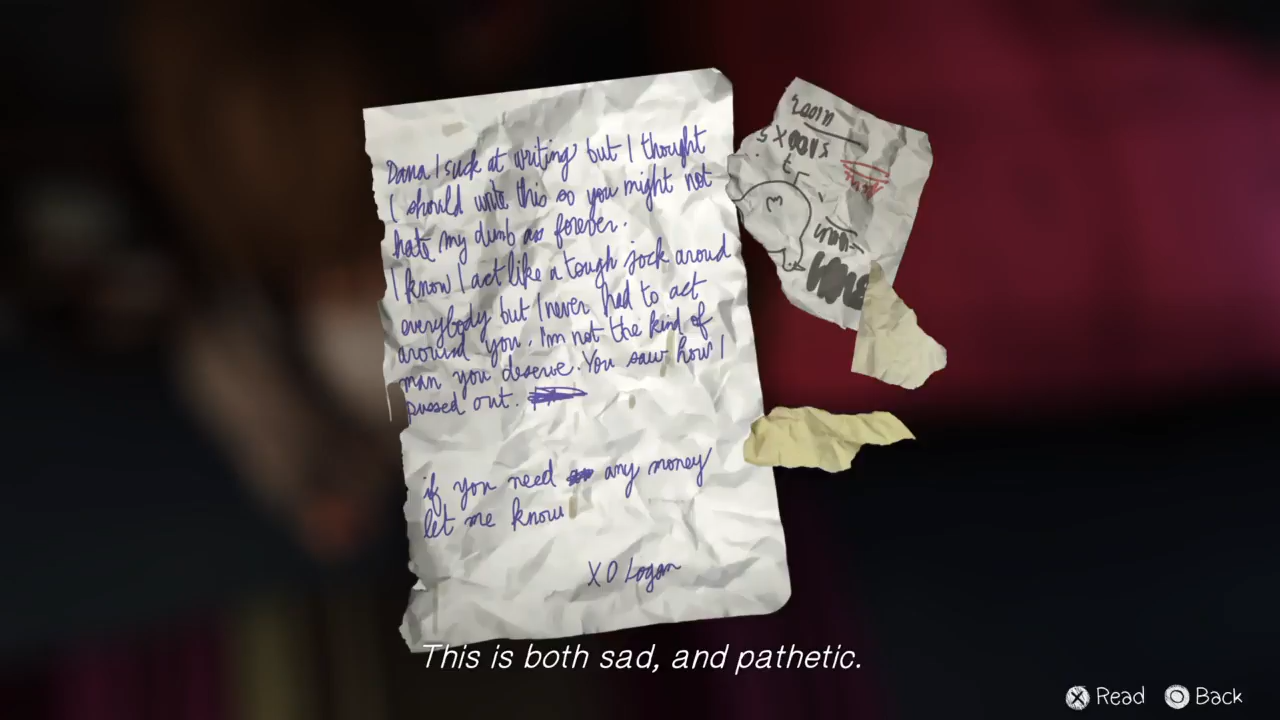 Dana I suck at writing but I thought
I should write this so you might not
hate my dumb ass forever.
I know I act like a tough jock aroud
everybody but I never had to act
around you. I'm not the kind of
man you deserve. You saw how I
pussed out.
if you need any money
let me know
XO Logan
This is both sad, and pathetic.
Read
Back